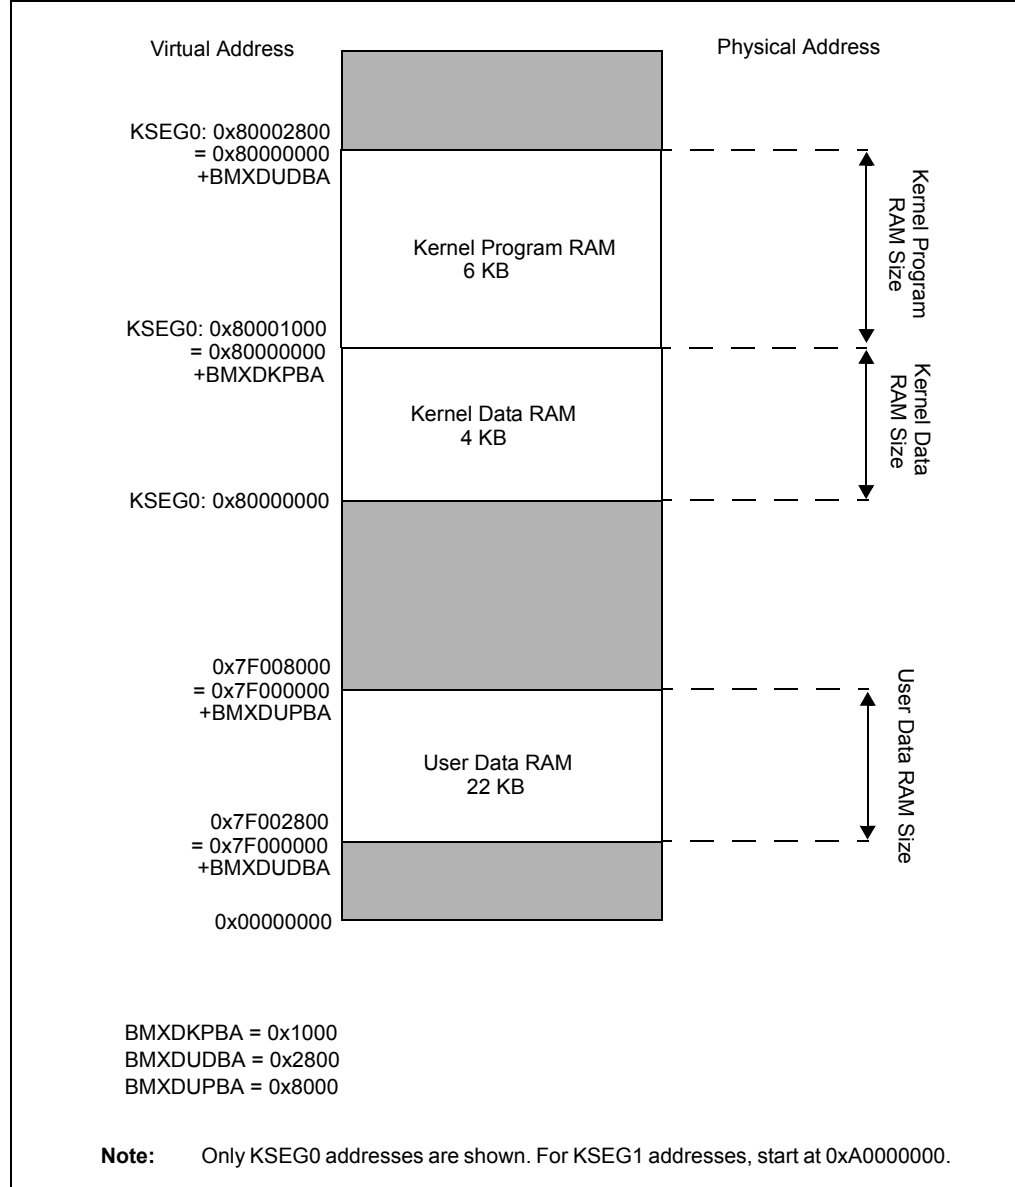 Virtual Address
Physical Address
KSEG0: 0x80002800
= 0x80000000
+BMXDUDBA
Kernel Program RAM
6 KB
Kernel Program
RAM Size
KSEG0: 0x80001000
= 0x80000000
+BMXDKPBA
Kernel Data RAM
4 KB
Kernel Data
RAM Size
KSEG0: 0x80000000
0x7F008000
= 0x7F000000
+BMXDUPBA
User Data RAM
22 KB
User Data RAM Size
0x7F002800
= 0x7F000000
+BMXDUDBA
0x00000000
BMXDKPBA = 0x1000
BMXDUDBA = 0x2800
BMXDUPBA = 0x8000
Note: Only KSEG0 addresses are shown. For KSEG1 addresses, start at 0xA0000000.